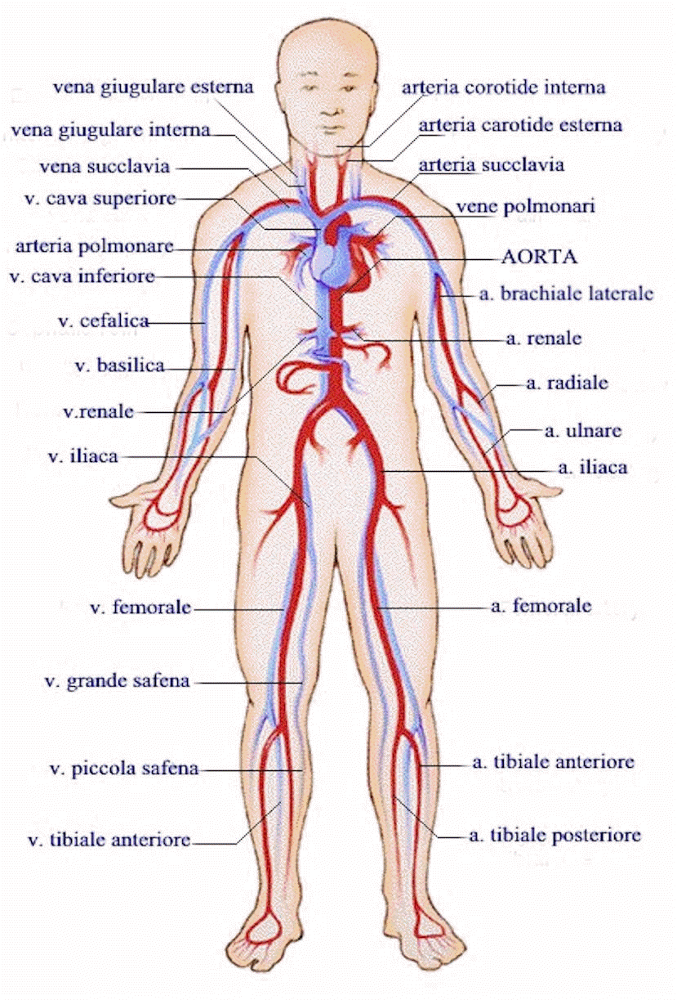 vena giugulare esterna
arteria corotide interna
vena giugulare interna
arteria carotide esterna
vena succlavia
arteria succlavia
v. cava superiore
vene polmonari
arteria polmonare
AORTA
v. cava inferiore
a. brachiale laterale
v. cefalica
a. renale
v. basilica
a. radiale
v.renale
a. ulnare
v. iliaca
a. iliaca
v. femorale
a. femorale
v. grande safena
v. piccola safena
a. tibiale anteriore
v. tibiale anteriore
a. tibiale posteriore